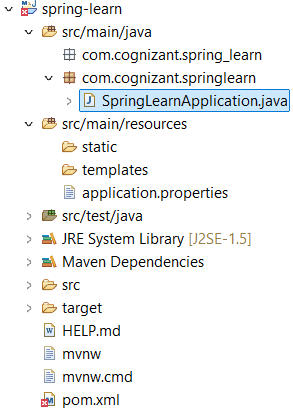 spring-learn
src/main/java
com.cognizant.spring_learn
com.cognizant.springlearn
SpringLearnApplication.java
src/main/resources
static
templates
application.properties
src/test/java
JRE System Library [J2SE-1.5]
Maven Dependencies
src
target
HELP.md
mvnw
mvnw.cmd
pom.xml